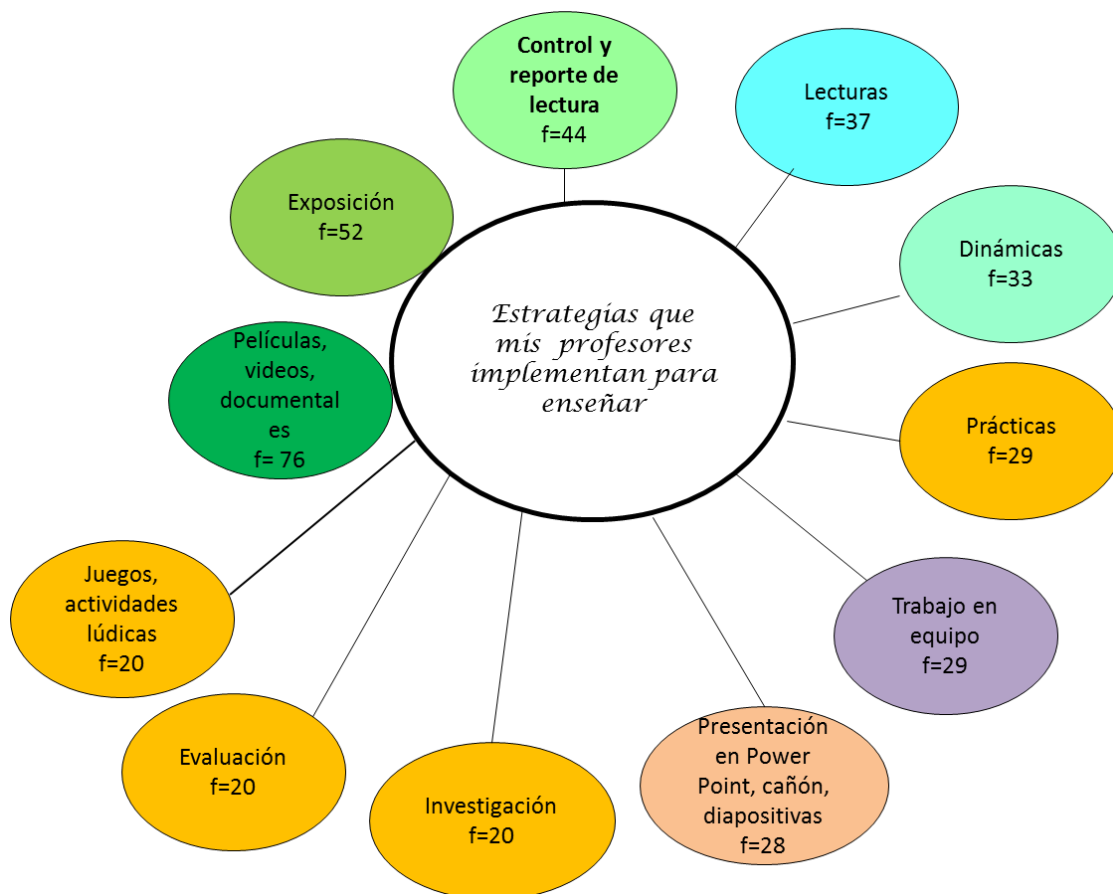 Control y
reporte de
lectura
f=44
Lecturas
f=37
Exposición
f=52
Dinámicas
f=33
Estrategias que
mis profesores
implementan para
enseñar
Películas,
videos,
documental
es
f= 76
Prácticas
f=29
Juegos,
actividades
lúdicas
f=20
Trabajo en
equipo
f=29
Evaluación
f=20
Investigación
f=20
Presentación
en Power
Point, cañón,
diapositivas
f=28